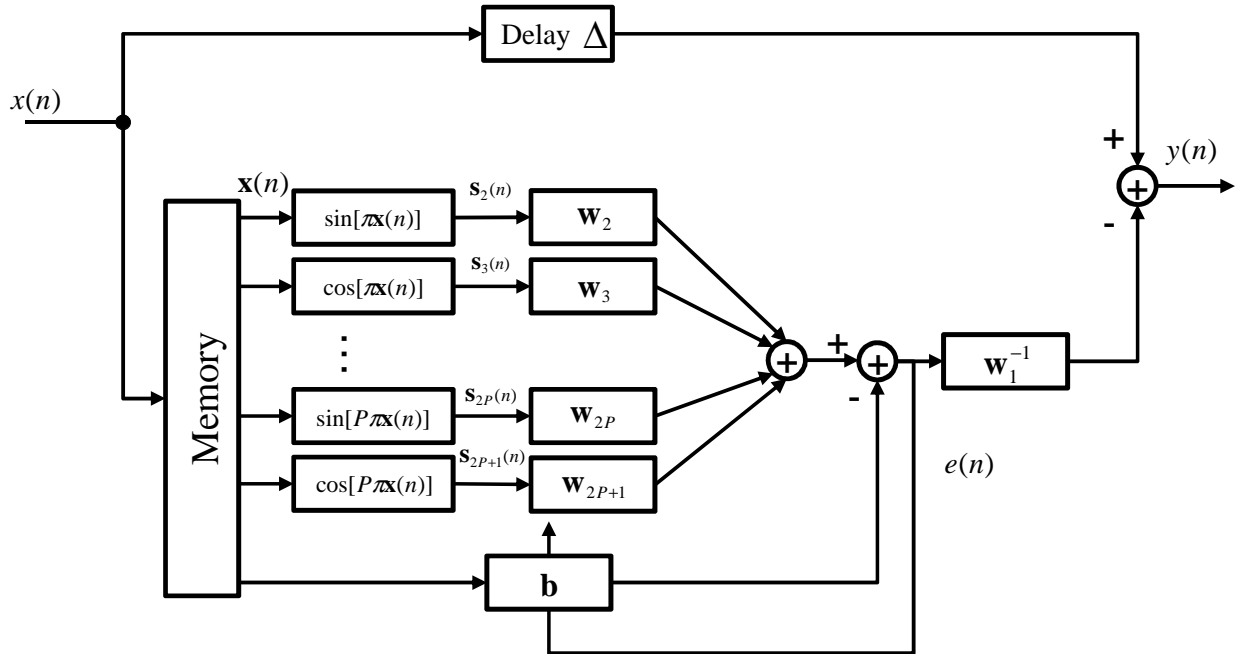 Delay Δ
x(n)
+
y(n)
+
-
Memory
𝐱(n)
sin[π𝐱(n)]
𝐬₂(n)
𝐰₂
cos[π𝐱(n)]
𝐬₃(n)
𝐰₃
⋮
+
+
+
-
𝐰₁⁻¹
sin[Pπ𝐱(n)]
𝐬₂P(n)
𝐰₂P
cos[Pπ𝐱(n)]
𝐬₂P₊₁(n)
𝐰₂P₊₁
e(n)
𝐛